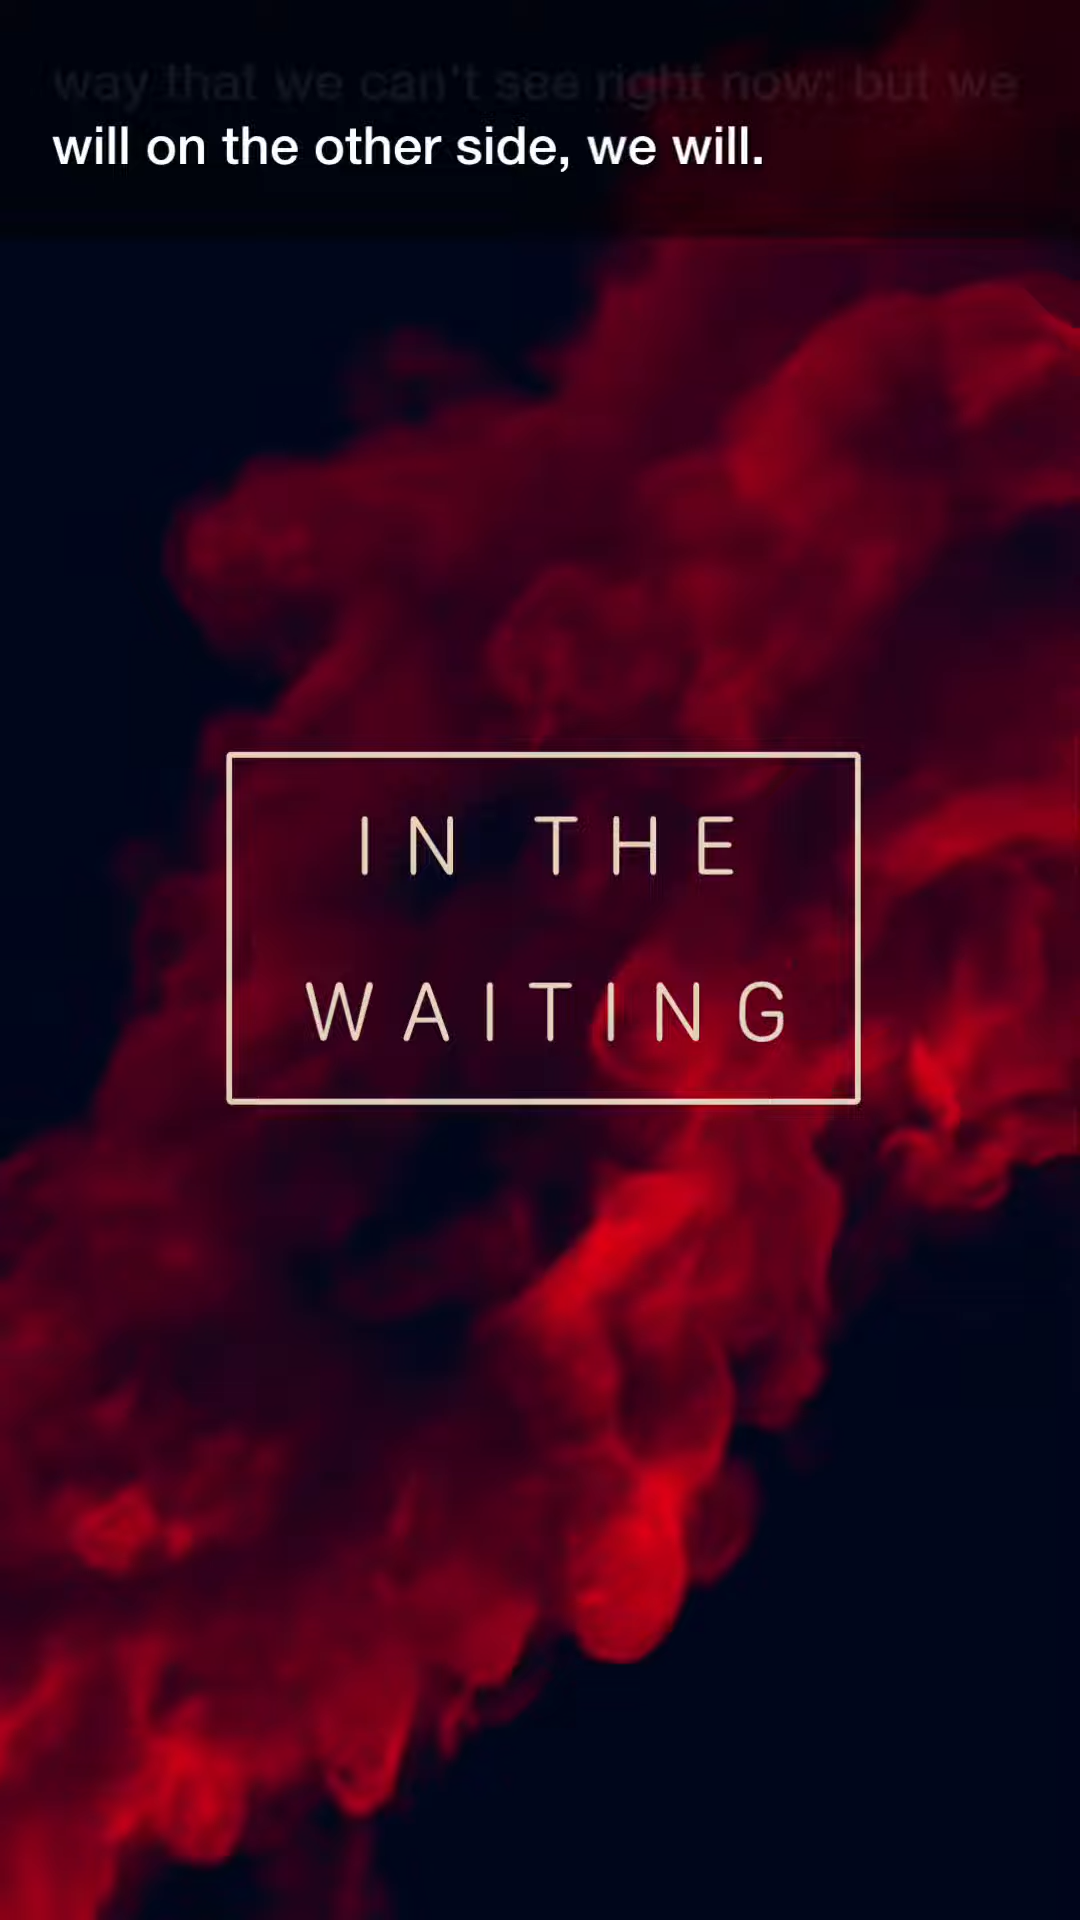 way that we can't see right now; but we
will on the other side, we will.
IN THE
WAITING